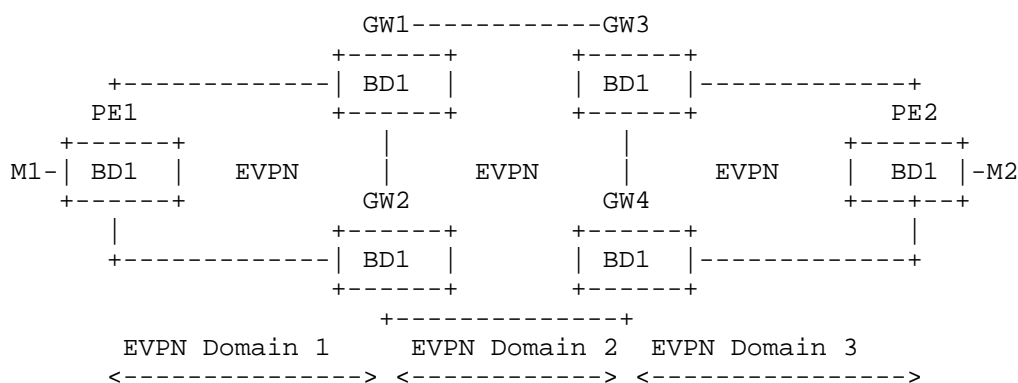 GW1------------GW3
+------+ +------+
+-------------| BD1 | | BD1 |-------------+
PE1 +------+ +------+ PE2
+------+ | | +------+
M1-| BD1 | EVPN | EVPN | EVPN | BD1 |-M2
+------+ GW2 GW4 +---+--+
| +------+ +------+ |
+-------------| BD1 | | BD1 |-------------+
+------+ +------+
+--------------+
EVPN Domain 1 EVPN Domain 2 EVPN Domain 3
<---------------> <-------------> <---------------->